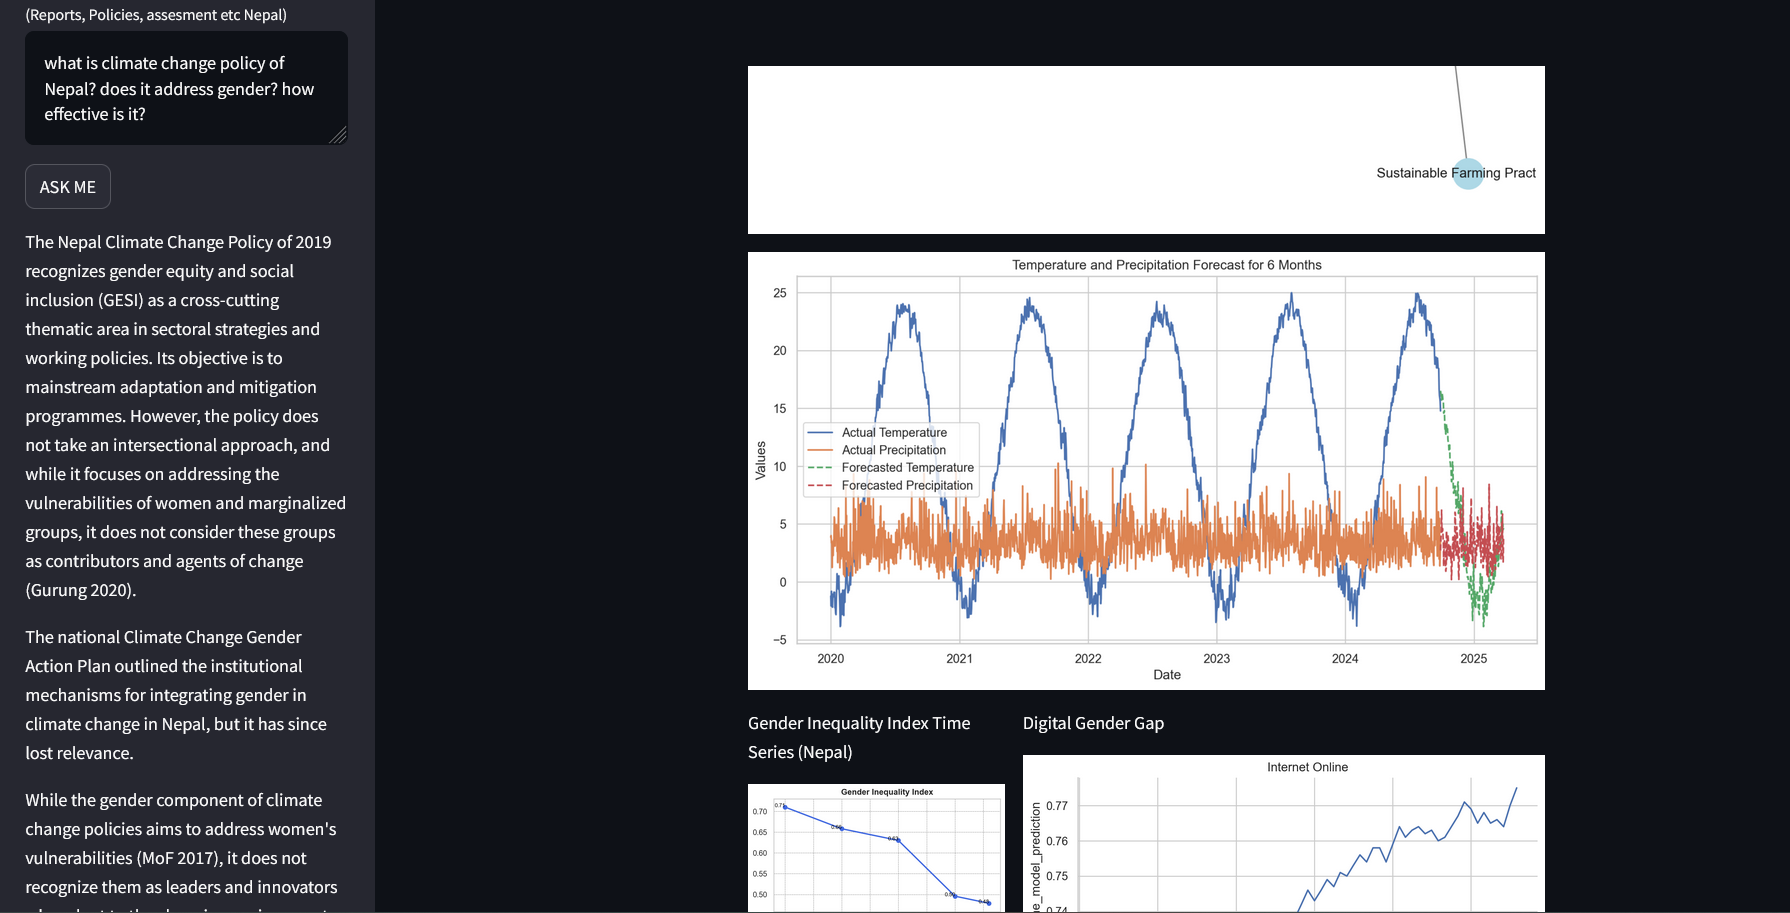 (Reports, Policies, assesment etc Nepal)
what is climate change policy of
Nepal? does it address gender? how
effective is it?
ASK ME
The Nepal Climate Change Policy of 2019
recognizes gender equity and social
inclusion (GESI) as a cross-cutting
thematic area in sectoral strategies and
working policies. Its objective is to
mainstream adaptation and mitigation
programmes. However, the policy does
not take an intersectional approach, and
while it focuses on addressing the
vulnerabilities of women and marginalized
groups, it does not consider these groups
as contributors and agents of change
(Gurung 2020).
The national Climate Change Gender
Action Plan outlined the institutional
mechanisms for integrating gender in
climate change in Nepal, but it has since
lost relevance.
While the gender component of climate
change policies aims to address women's
vulnerabilities (MoF 2017), it does not
recognize them as leaders and innovators
Sustainable Farming Pract
Temperature and Precipitation Forecast for 6 Months
Values
25
20
15
10
5
0
−5
Actual Temperature
Actual Precipitation
Forecasted Temperature
Forecasted Precipitation
2020 2021 2022 2023 2024 2025
Date
Gender Inequality Index Time
Series (Nepal)
Gender Inequality Index
0.70
0.65
0.60
0.55
0.50
0.71
Digital Gender Gap
Internet Online
e_model_prediction
0.77
0.76
0.75
0.74